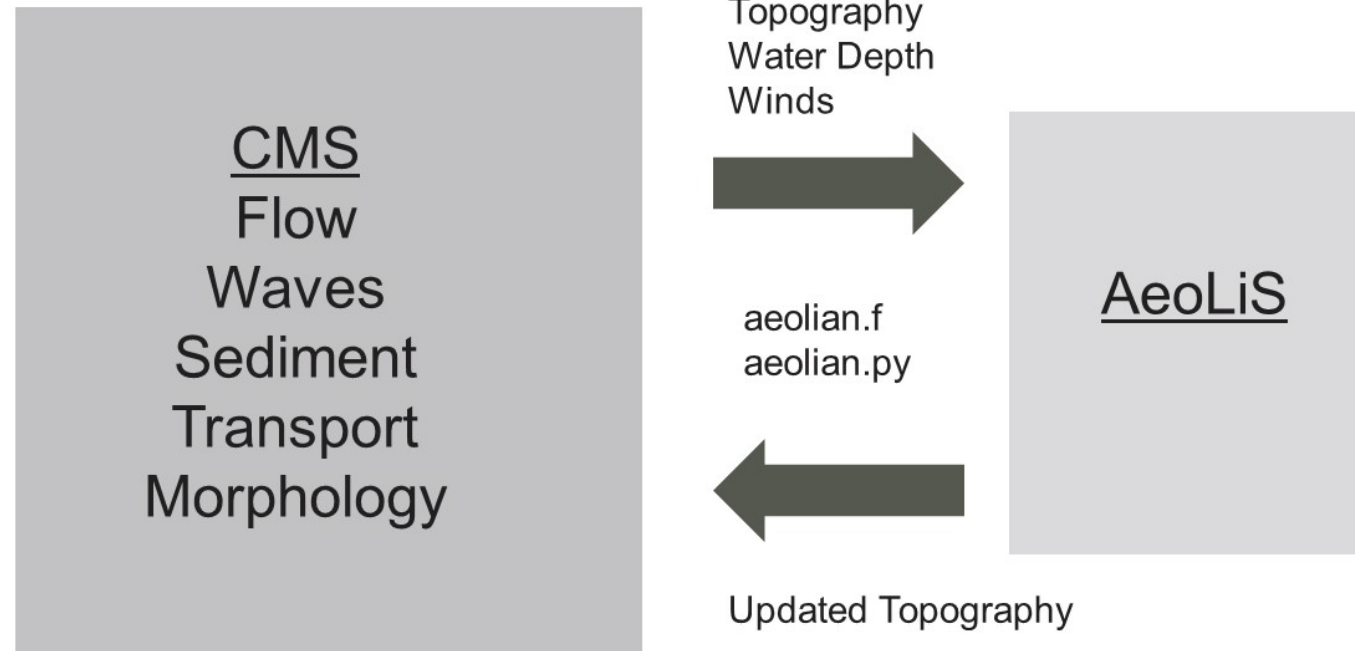 CMS
Flow
Waves
Sediment
Transport
Morphology
Topography
Water Depth
Winds
aeolian.f
aeolian.py
Updated Topography
AeoLiS